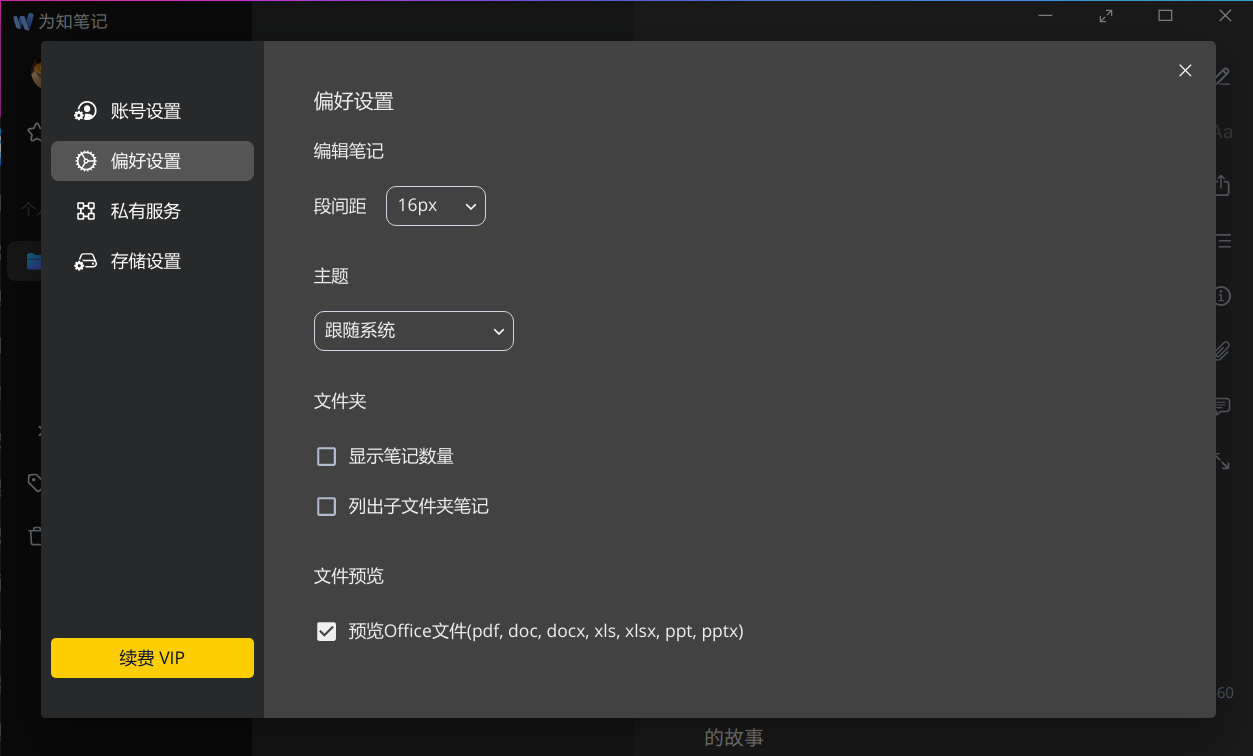 为知笔记
账号设置
偏好设置
私有服务
存储设置
续费 VIP
偏好设置
编辑笔记
段间距 16px
主题
跟随系统
文件夹
显示笔记数量
列出子文件夹笔记
文件预览
预览Office文件(pdf, doc, docx, xls, xlsx, ppt, pptx)
Aa
60
的故事